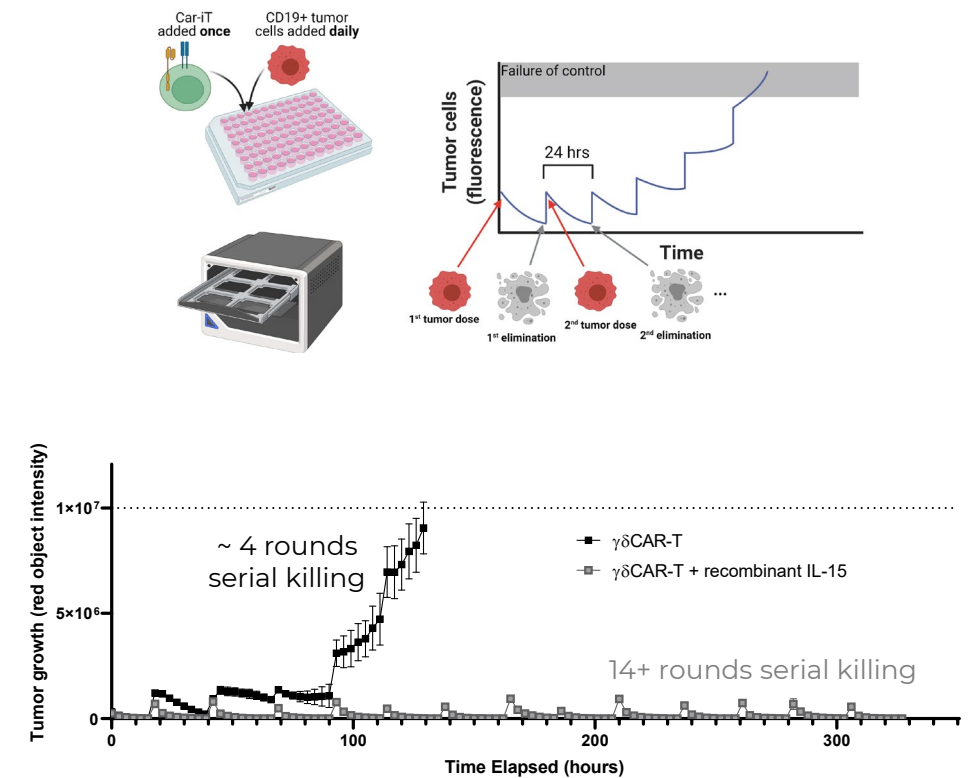 Car-iT
added once
CD19+ tumor
cells added daily
Failure of control
24 hrs
Tumor cells
(fluorescence)
Time
1st tumor dose
1st elimination
2nd tumor dose
2nd elimination
...
Tumor growth (red object intensity)
1×10⁷
5×10⁶
0
~ 4 rounds
serial killing
γδCAR-T
γδCAR-T + recombinant IL-15
14+ rounds serial killing
0
100
200
300
Time Elapsed (hours)